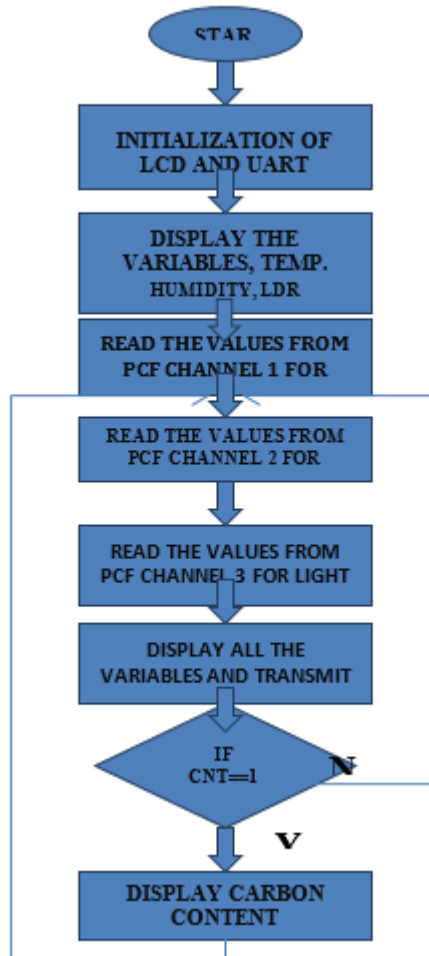 STAR
INITIALIZATION OF
LCD AND UART
DISPLAY THE
VARIABLES, TEMP.
HUMIDITY, LDR
READ THE VALUES FROM
PCF CHANNEL 1 FOR
READ THE VALUES FROM
PCF CHANNEL 2 FOR
READ THE VALUES FROM
PCF CHANNEL 3 FOR LIGHT
DISPLAY ALL THE
VARIABLES AND TRANSMIT
IF
CNT==1
N
DISPLAY CARBON
CONTENT